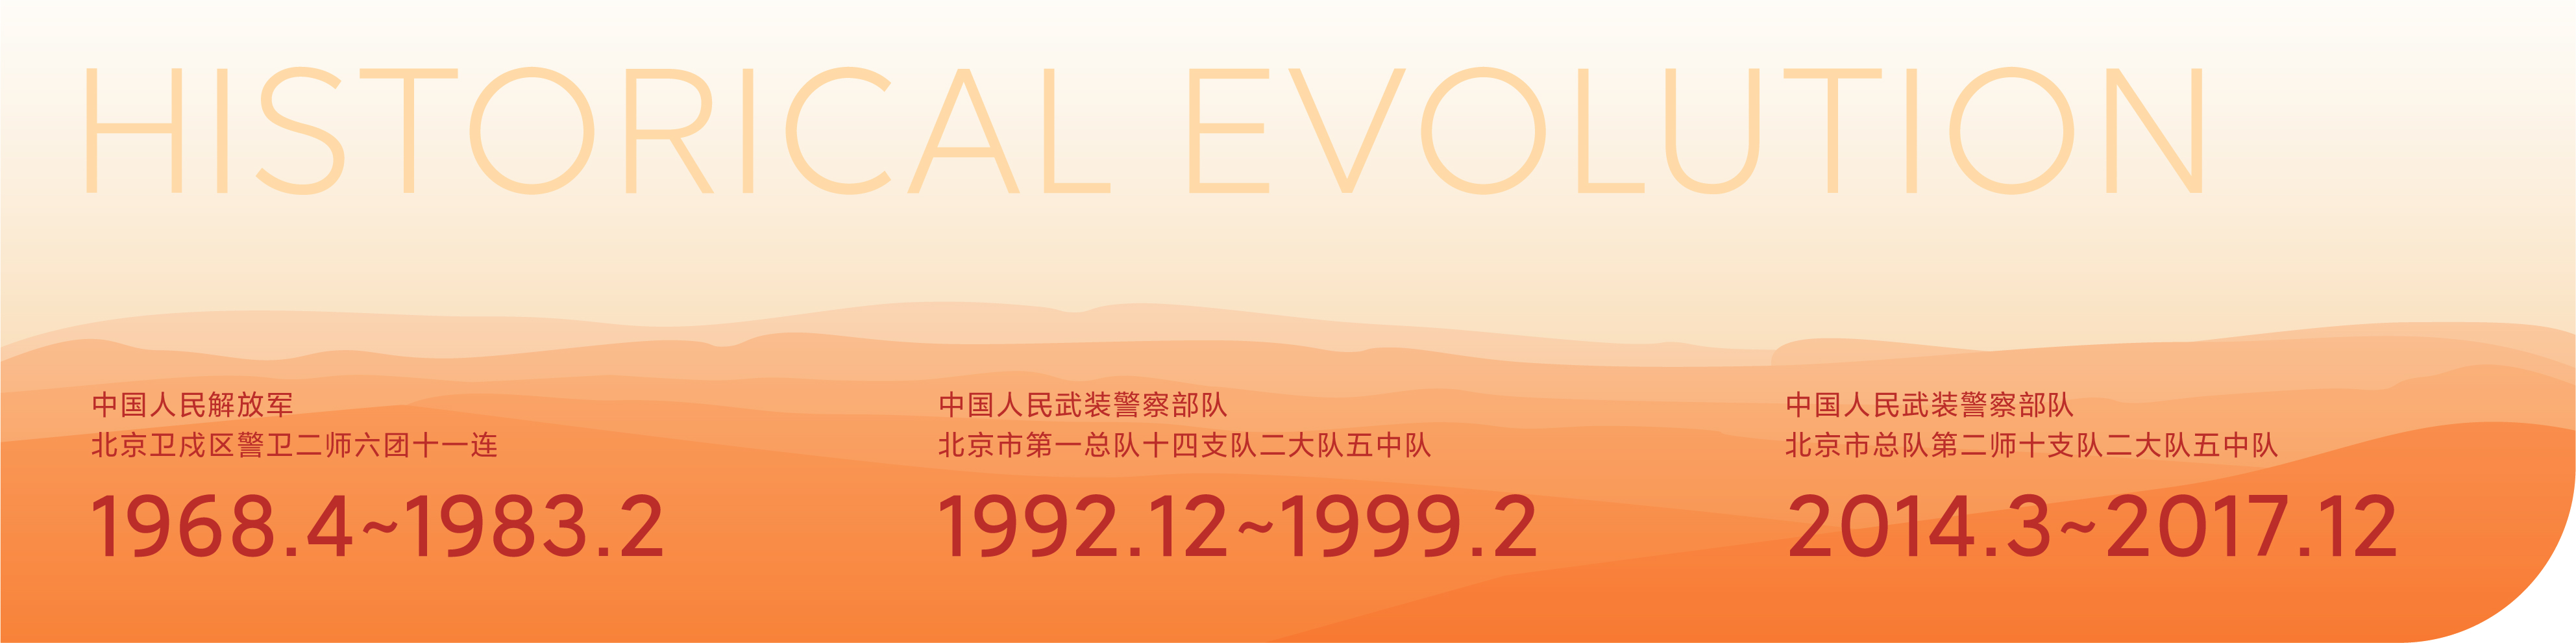 HISTORICAL EVOLUTION
中国人民解放军
北京卫戍区警卫二师六团十一连
1968.4~1983.2
中国人民武装警察部队
北京市第一总队十四支队二大队五中队
1992.12~1999.2
中国人民武装警察部队
北京市总队第二师十支队二大队五中队
2014.3~2017.12